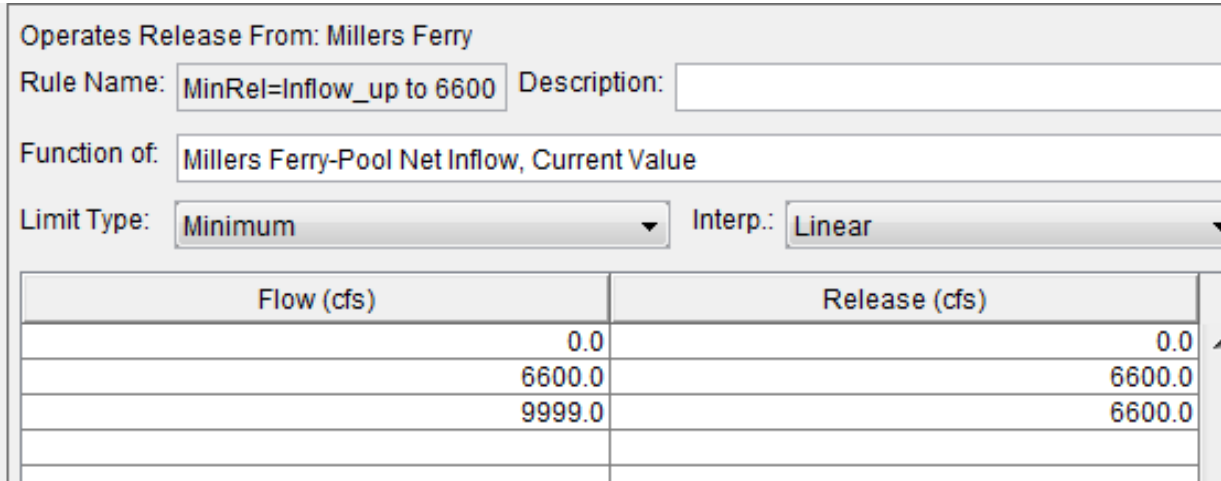 Operates Release From: Millers Ferry
Rule Name: MinRel=Inflow_up to 6600 Description:
Function of: Millers Ferry-Pool Net Inflow, Current Value
Limit Type: Minimum Interp.: Linear
Flow (cfs) Release (cfs)
0.0 0.0
6600.0 6600.0
9999.0 6600.0